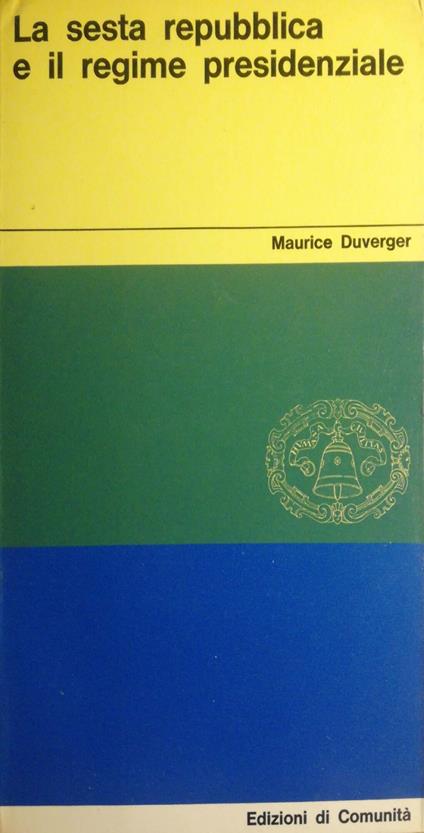 La sesta repubblica
e il regime presidenziale
Maurice Duverger
Edizioni di Comunità